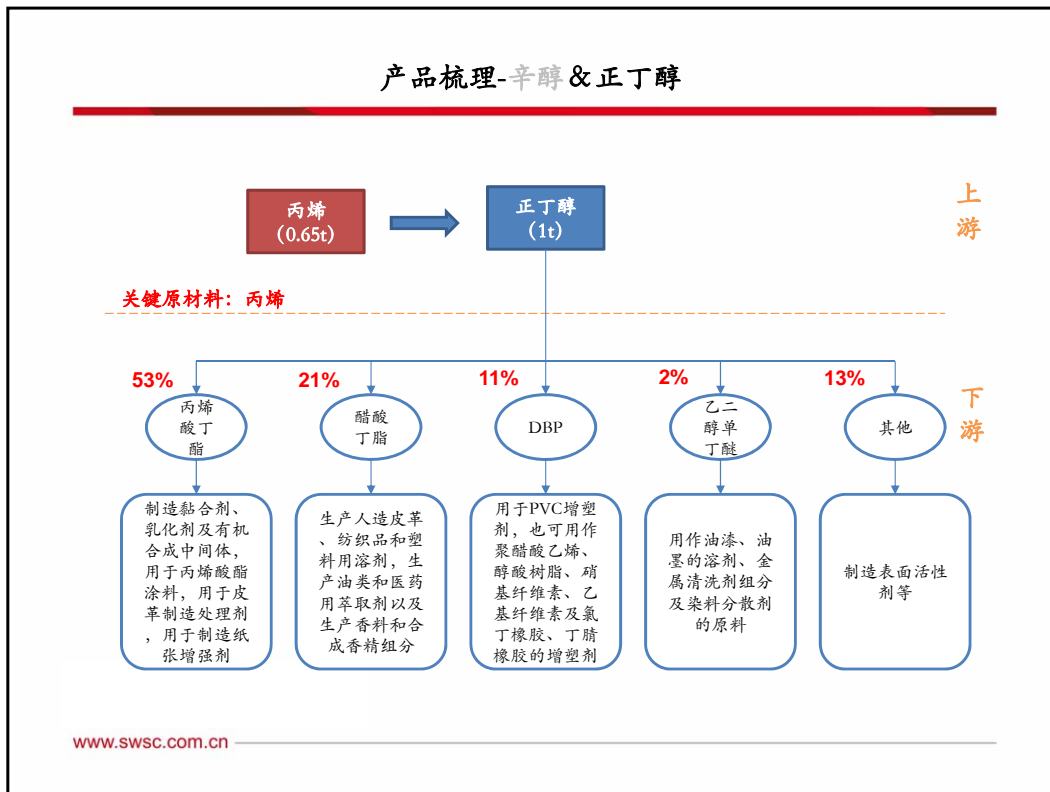 产品梳理-辛醇＆正丁醇
丙烯
（0.65t）
正丁醇
（1t）
上
游
关键原材料：丙烯
53%
21%
11%
2%
13%
下
游
丙烯
酸丁
酯
醋酸
丁脂
DBP
乙二
醇单
丁醚
其他
制造黏合剂、
乳化剂及有机
合成中间体，
用于丙烯酸酯
涂料，用于皮
革制造处理剂
，用于制造纸
张增强剂
生产人造皮革
、纺织品和塑
料用溶剂，生
产油类和医药
用萃取剂以及
生产香料和合
成香精组分
用于PVC增塑
剂，也可用作
聚醋酸乙烯、
醇酸树脂、硝
基纤维素、乙
基纤维素及氯
丁橡胶、丁腈
橡胶的增塑剂
用作油漆、油
墨的溶剂、金
属清洗剂组分
及染料分散剂
的原料
制造表面活性
剂等
www.swsc.com.cn